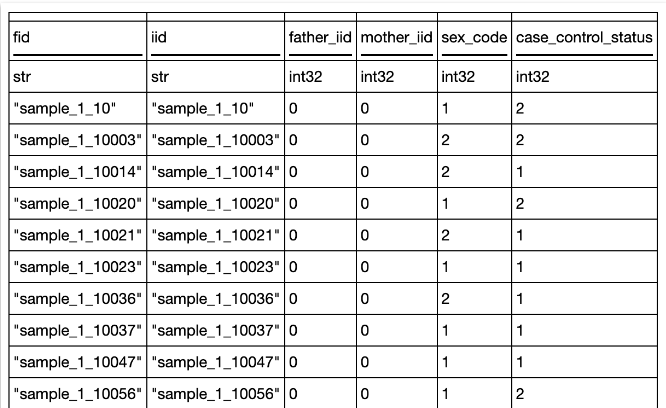 fid iid father_iid mother_iid sex_code case_control_status
str str int32 int32 int32 int32
"sample_1_10" "sample_1_10" 0 0 1 2
"sample_1_10003" "sample_1_10003" 0 0 2 2
"sample_1_10014" "sample_1_10014" 0 0 2 1
"sample_1_10020" "sample_1_10020" 0 0 1 2
"sample_1_10021" "sample_1_10021" 0 0 2 1
"sample_1_10023" "sample_1_10023" 0 0 1 1
"sample_1_10036" "sample_1_10036" 0 0 2 1
"sample_1_10037" "sample_1_10037" 0 0 1 1
"sample_1_10047" "sample_1_10047" 0 0 1 1
"sample_1_10056" "sample_1_10056" 0 0 1 2